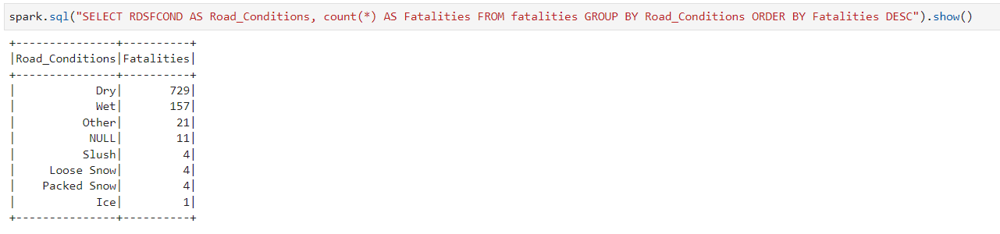 spark.sql("SELECT RDSFCOND AS Road_Conditions, count(*) AS Fatalities FROM fatalities GROUP BY Road_Conditions ORDER BY Fatalities DESC").show()
+---------------+----------+
|Road_Conditions|Fatalities|
+---------------+----------+
|            Dry|       729|
|            Wet|       157|
|          Other|        21|
|           NULL|        11|
|          Slush|         4|
|     Loose Snow|         4|
|    Packed Snow|         4|
|            Ice|         1|
+---------------+----------+